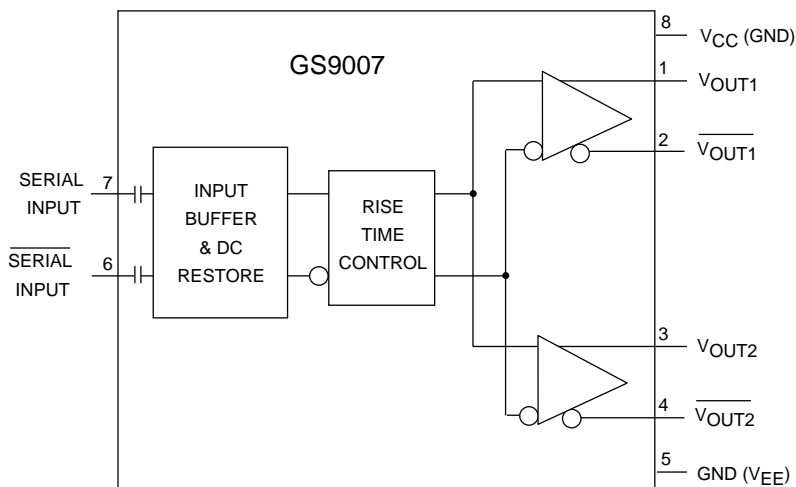 GS9007
8
VCC (GND)
1
VOUT1
2
VOUT1
SERIAL
INPUT
7
SERIAL
INPUT
6
INPUT
BUFFER
& DC
RESTORE
RISE
TIME
CONTROL
3
VOUT2
4
VOUT2
5
GND (VEE)